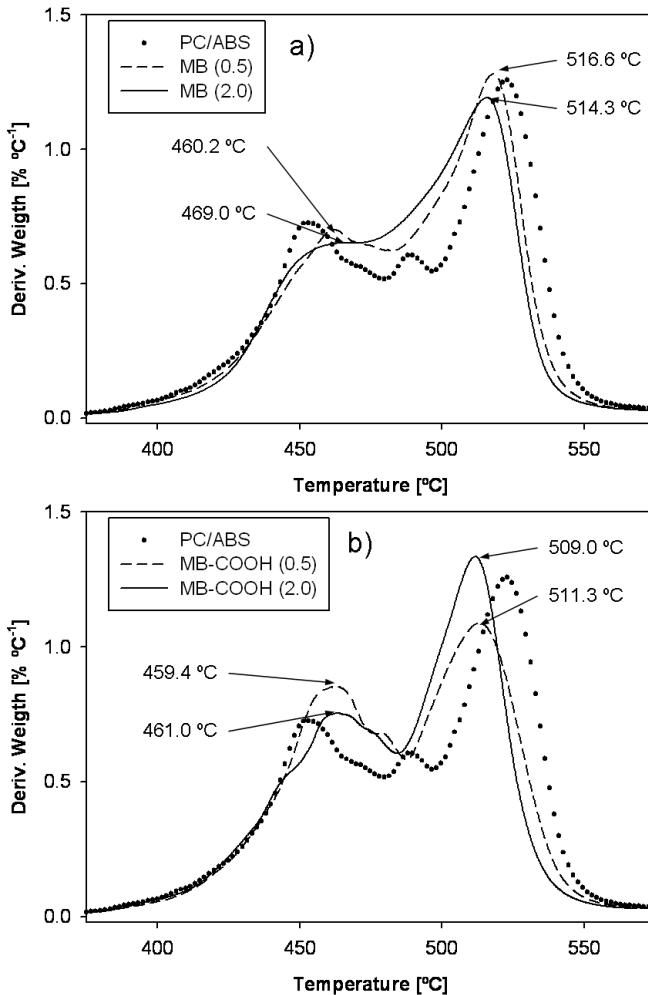 1.5
a)
PC/ABS
MB (0.5)
MB (2.0)
516.6 ºC
514.3 ºC
1.0
460.2 ºC
469.0 ºC
0.5
0.0
Deriv. Weigth [% ºC-1]
400
450
500
550
Temperature [ºC]
1.5
b)
PC/ABS
MB-COOH (0.5)
MB-COOH (2.0)
509.0 ºC
511.3 ºC
1.0
459.4 ºC
461.0 ºC
0.5
0.0
Deriv. Weigth [% ºC-1]
400
450
500
550
Temperature [ºC]